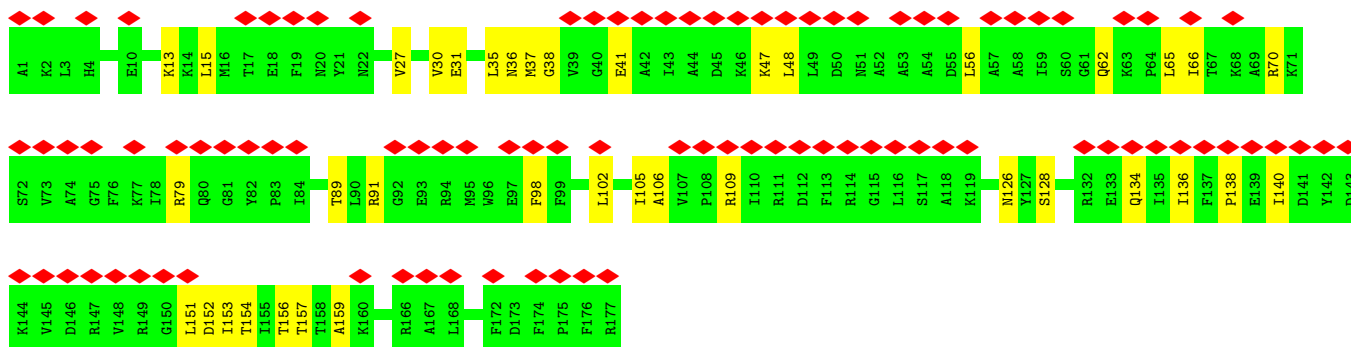 A1 K2 L3 H4 E10 K13 K14 L15 M16 T17 E18 F19 N20 Y21 N22 V27 V30 E31 L35 N36 M37 G38 V39 G40 E41 A42 I43 A44 D45 K46 K47 L48 L49 D50 N51 A52 A53 A54 D55 L56 A57 A58 I59 S60 G61 Q62 K63 P64 L65 I66 T67 K68 A69 R70 K71
S72 V73 A74 G75 F76 K77 I78 R79 Q80 G81 Y82 P83 I84 T89 L90 R91 G92 E93 R94 M95 W96 E97 F98 F99 L102 I105 A106 V107 P108 R109 I110 R111 D112 F113 R114 G115 L116 S117 A118 K119 N126 Y127 S128 R132 E133 Q134 I135 I136 F137 P138 E139 I140 D141 Y142 D143
K144 V145 D146 R147 V148 R149 G150 L151 D152 I153 T154 I155 T156 T157 T158 A159 K160 R166 A167 L168 F172 D173 F174 P175 F176 R177